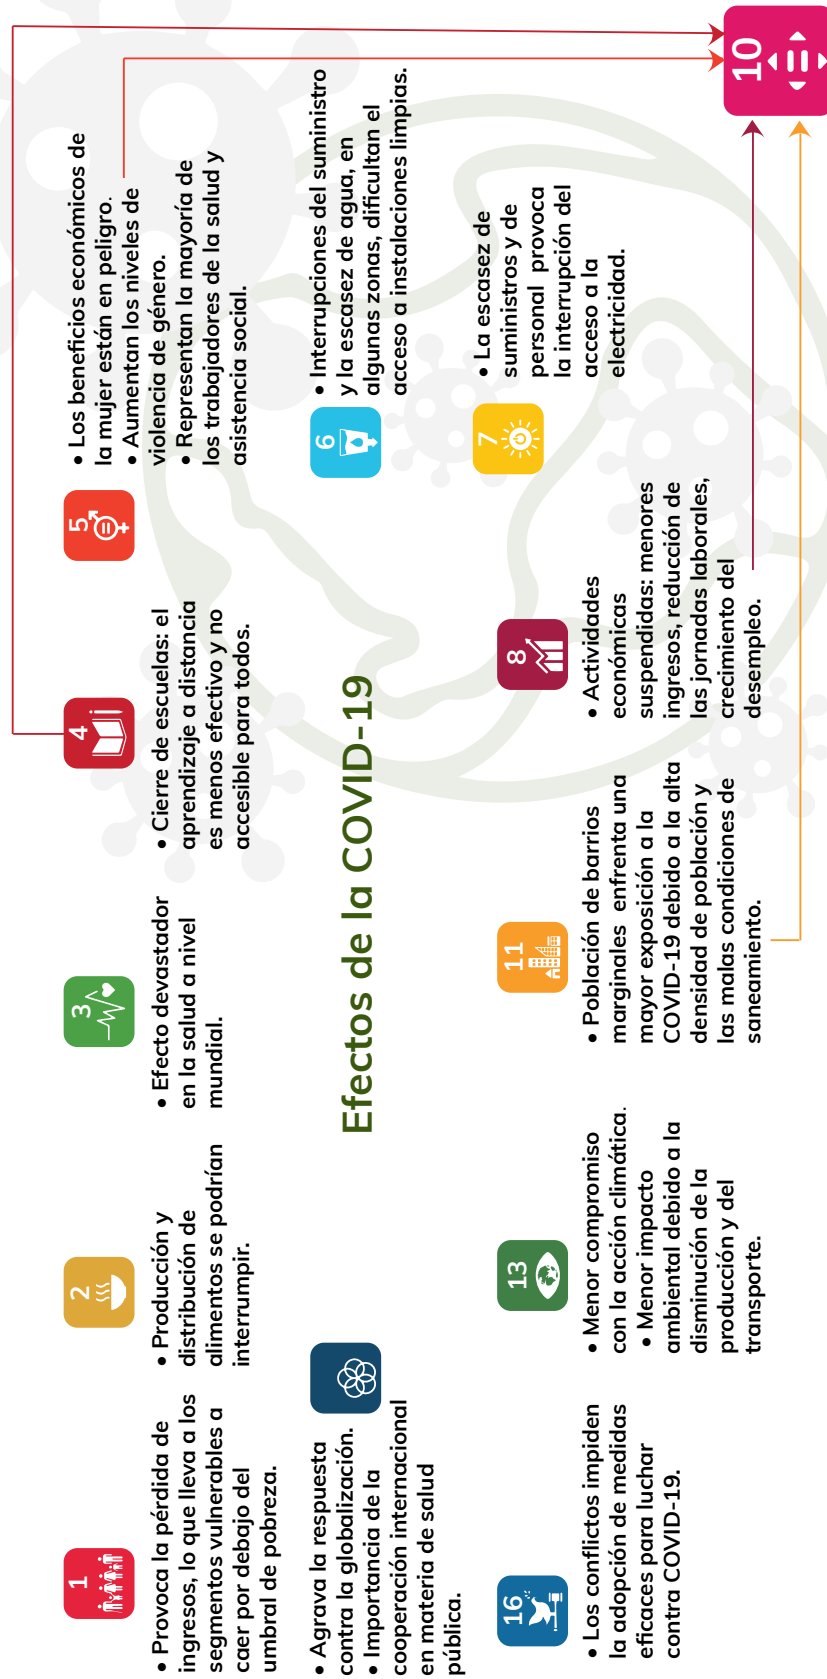 1
• Provoca la pérdida de
ingresos, lo que lleva a los
segmentos vulnerables a
caer por debajo del
umbral de pobreza.
2
• Producción y
distribución de
alimentos se podrían
interrumpir.
3
• Efecto devastador
en la salud a nivel
mundial.
4
• Cierre de escuelas: el
aprendizaje a distancia
es menos efectivo y no
accesible para todos.
5
• Los beneficios económicos de
la mujer están en peligro.
• Aumentan los niveles de
violencia de género.
• Representan la mayoría de
los trabajadores de la salud y
asistencia social.
• Agrava la respuesta
contra la globalización.
• Importancia de la
cooperación internacional
en materia de salud
pública.
Efectos de la COVID-19
6
• Interrupciones del suministro
y la escasez de agua, en
algunas zonas, dificultan el
acceso a instalaciones limpias.
16
• Los conflictos impiden
la adopción de medidas
eficaces para luchar
contra COVID-19.
13
• Menor compromiso
con la acción climática.
• Menor impacto
ambiental debido a la
disminución de la
producción y del
transporte.
11
• Población de barrios
marginales enfrenta una
mayor exposición a la
COVID-19 debido a la alta
densidad de población y
las malas condiciones de
saneamiento.
8
• Actividades
económicas
suspendidas: menores
ingresos, reducción de
las jornadas laborales,
crecimiento del
desempleo.
7
• La escasez de
suministros y de
personal provoca
la interrupción del
acceso a la
electricidad.
10